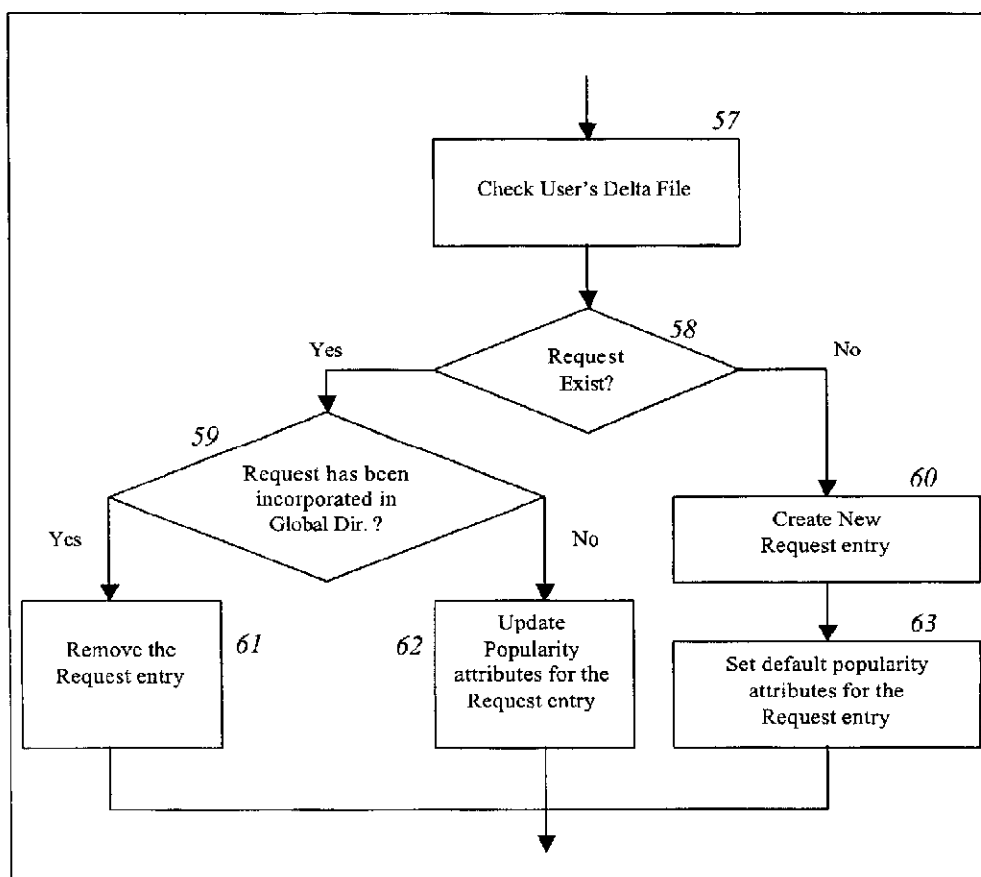 57
Check User's Delta File
58
Yes
No
Request
Exist?
59
Request has been
incorporated in
Global Dir. ?
60
Yes
No
Create New
Request entry
Remove the
Request entry
61
62
Update
Popularity
attributes for the
Request entry
63
Set default popularity
attributes for the
Request entry